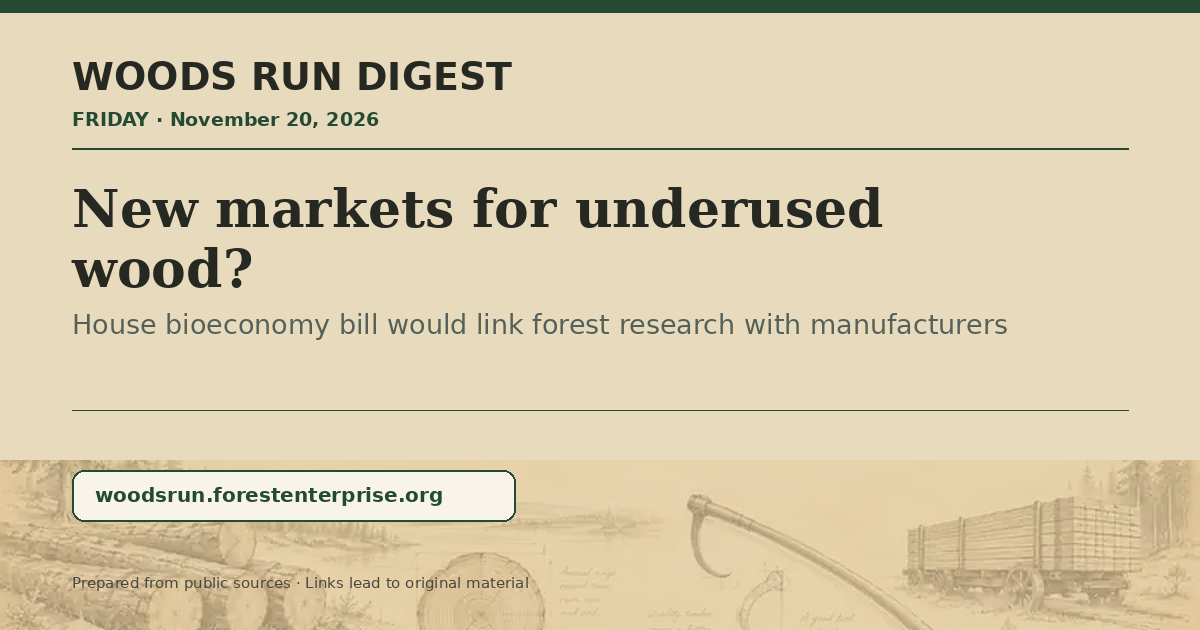 WOODS RUN DIGEST
FRIDAY · November 20, 2026
New markets for underused
wood?
House bioeconomy bill would link forest research with manufacturers
woodsrun.forestenterprise.org
Prepared from public sources · Links lead to original material